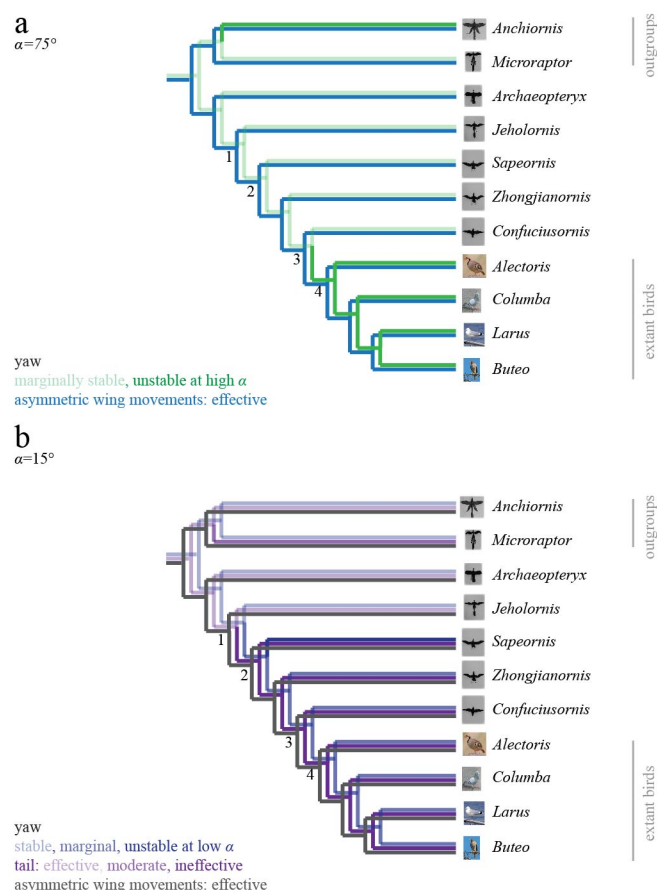 a
α=75°
Anchiornis
Microraptor
outgroups
Archaeopteryx
Jeholornis
1
Sapeornis
2
Zhongjianornis
Confuciusornis
3
Alectoris
4
Columba
Larus
Buteo
extant birds
yaw
marginally stable, unstable at high α
asymmetric wing movements: effective
b
α=15°
Anchiornis
Microraptor
outgroups
Archaeopteryx
Jeholornis
1
Sapeornis
2
Zhongjianornis
Confuciusornis
3
Alectoris
4
Columba
Larus
Buteo
extant birds
yaw
stable, marginal, unstable at low α
tail: effective, moderate, ineffective
asymmetric wing movements: effective